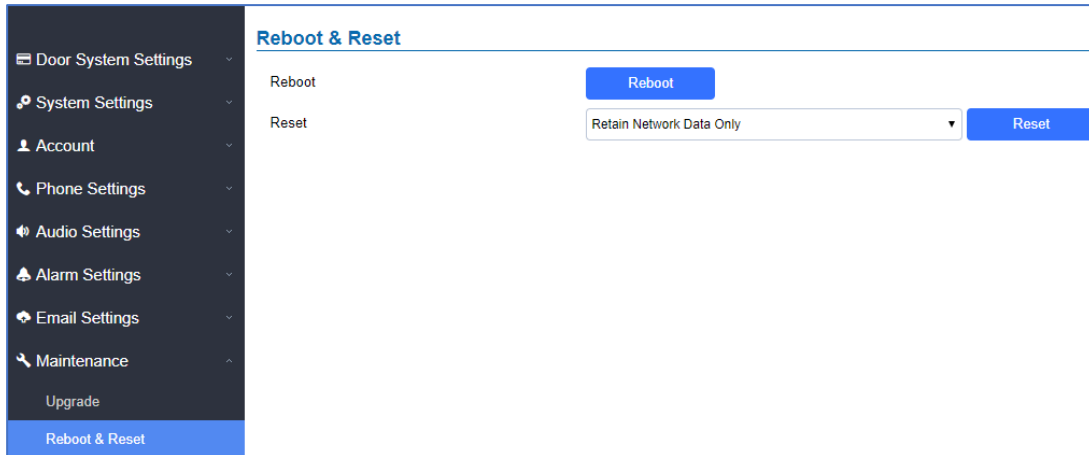 Door System Settings
System Settings
Account
Phone Settings
Audio Settings
Alarm Settings
Email Settings
Maintenance
Upgrade
Reboot & Reset
Reboot & Reset
Reboot Reboot
Reset Retain Network Data Only Reset